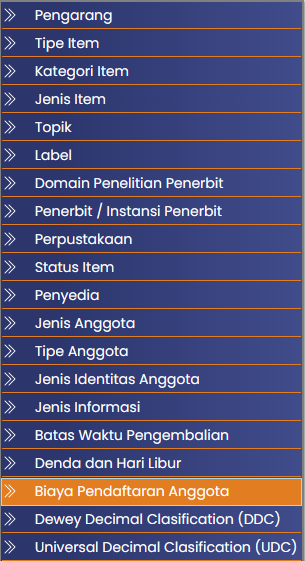 Pengarang
Tipe Item
Kategori Item
Jenis Item
Topik
Label
Domain Penelitian Penerbit
Penerbit / Instansi Penerbit
Perpustakaan
Status Item
Penyedia
Jenis Anggota
Tipe Anggota
Jenis Identitas Anggota
Jenis Informasi
Batas Waktu Pengembalian
Denda dan Hari Libur
Biaya Pendaftaran Anggota
Dewey Decimal Clasification (DDC)
Universal Decimal Clasification (UDC)